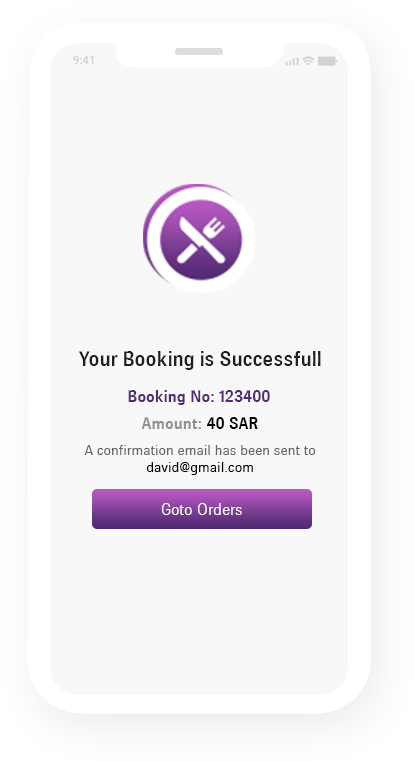 9:41
Your Booking is Successfull
Booking No: 123400
Amount: 40 SAR
A confirmation email has been sent to
david@gmail.com
Goto Orders